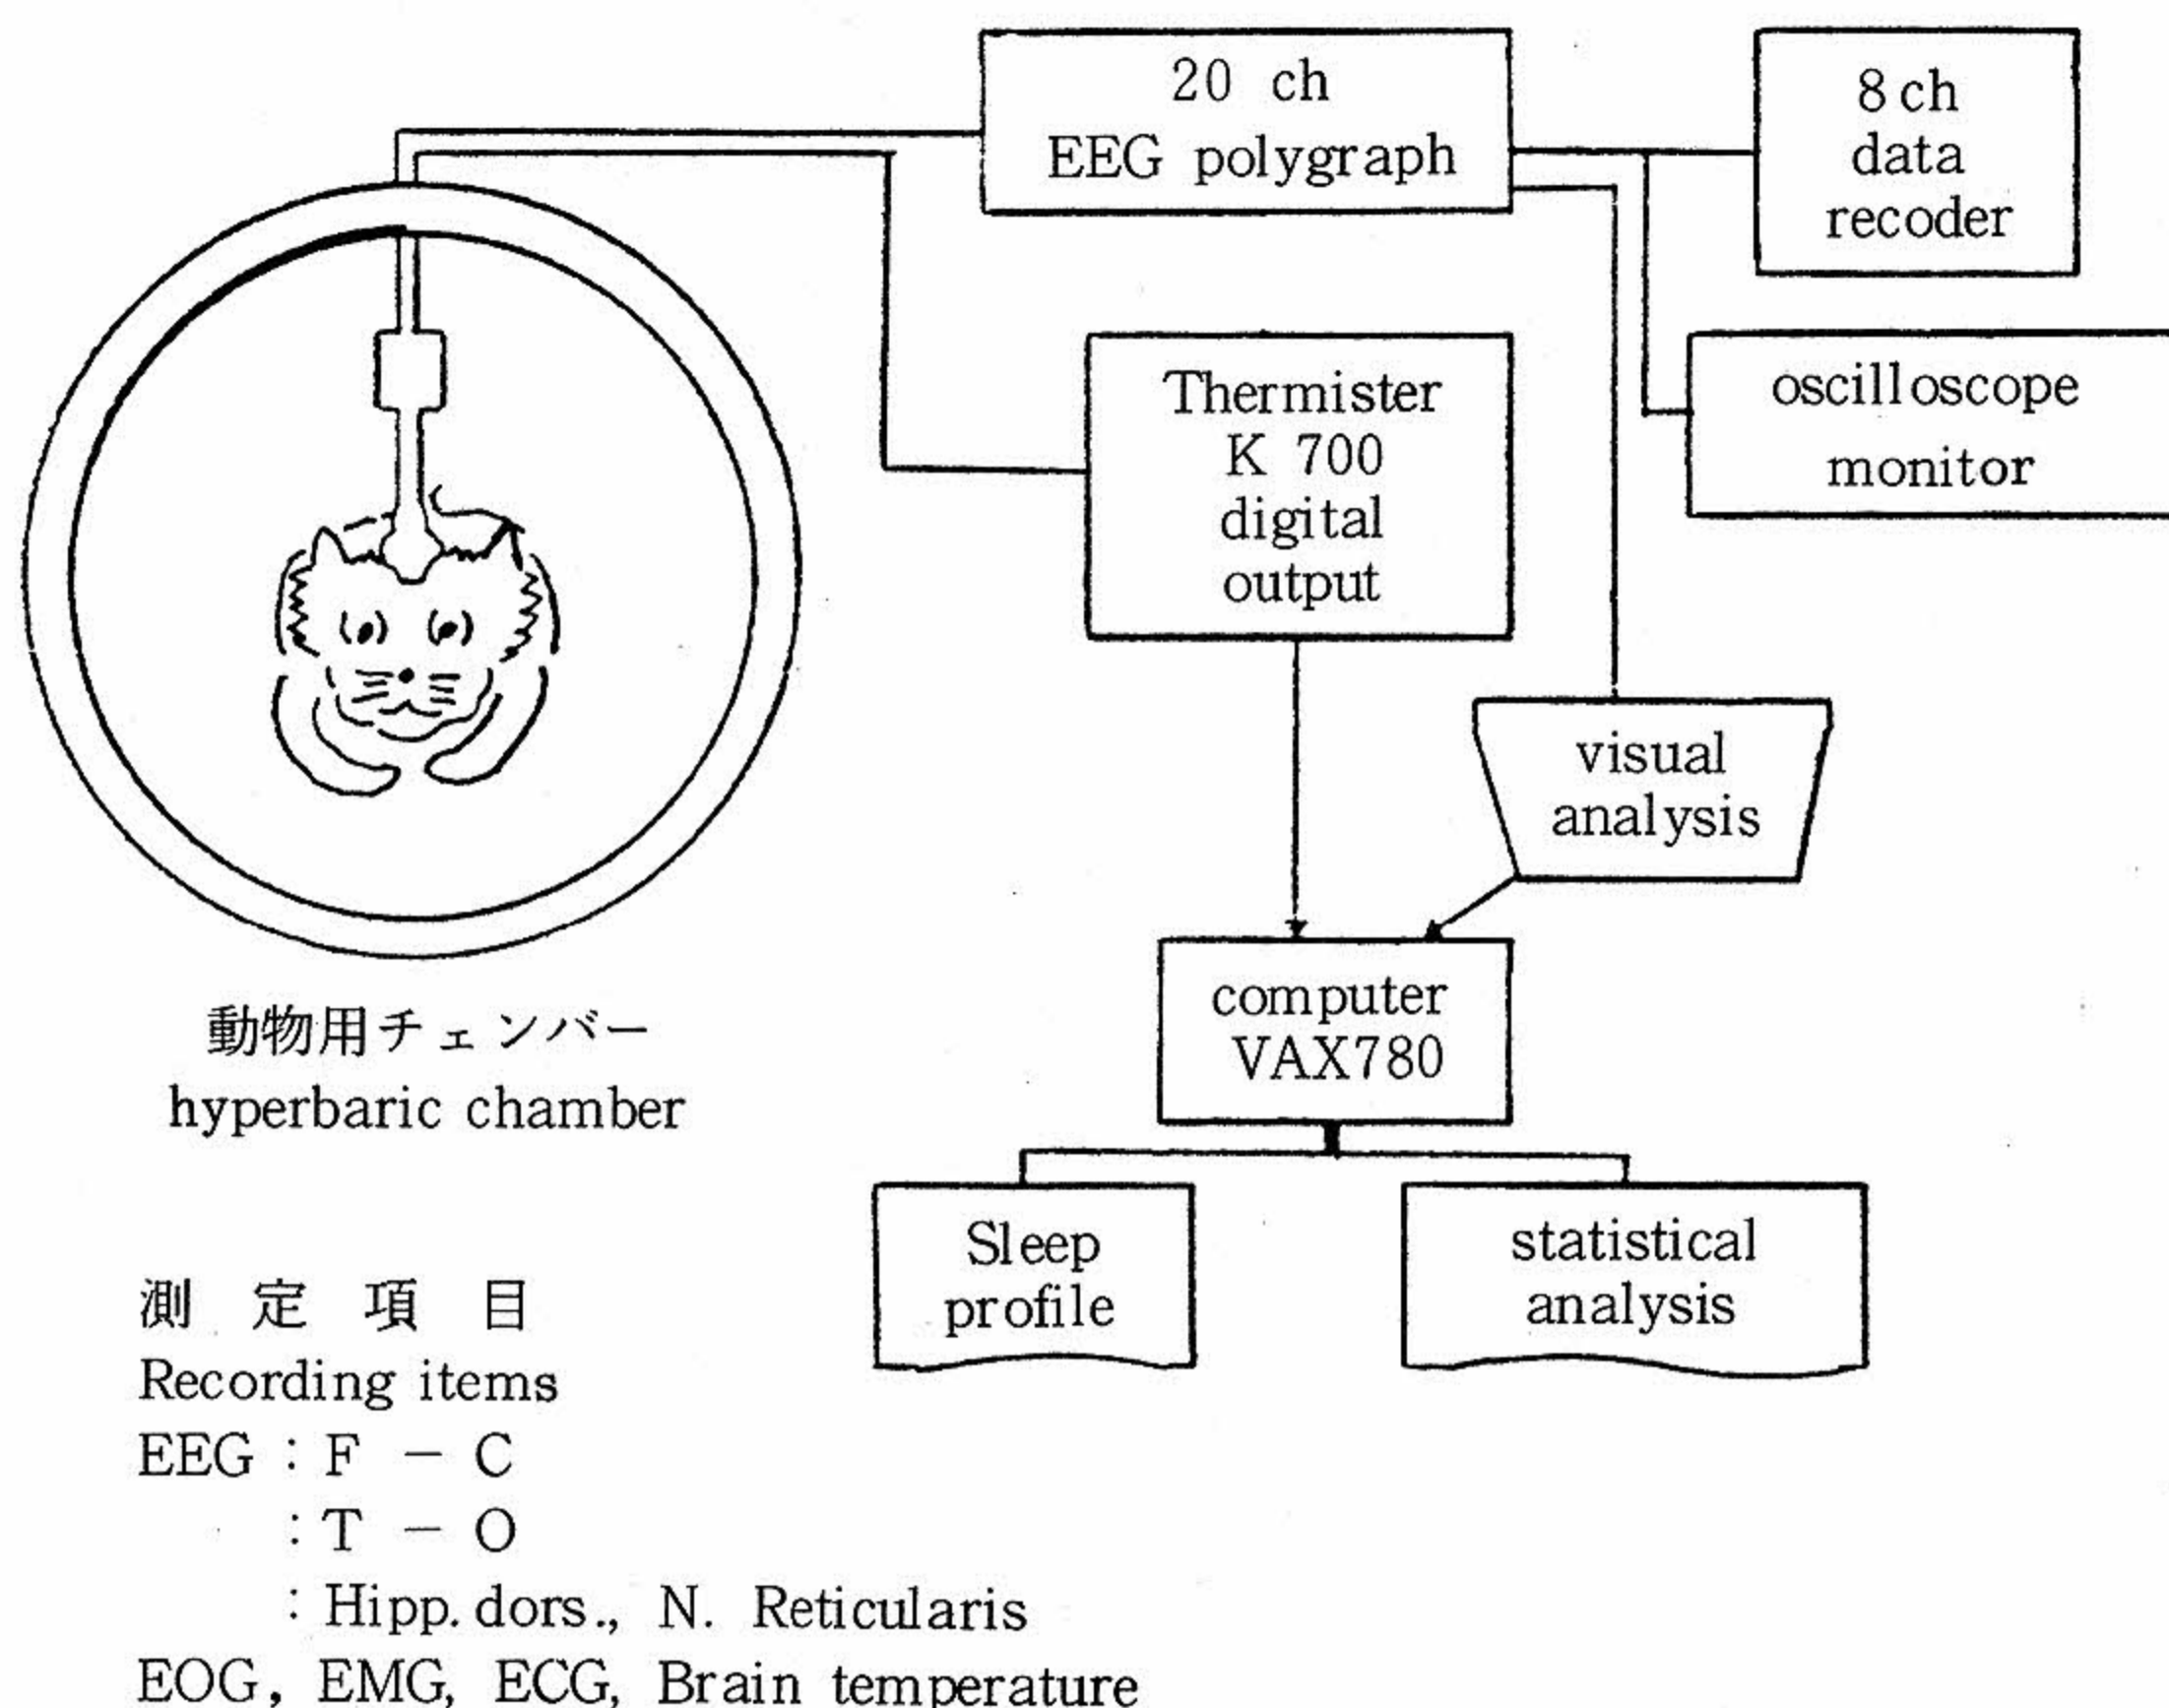 20 ch
EEG polygraph
8 ch
data
recoder
Thermister
K 700
digital
output
oscilloscope
monitor
visual
analysis
computer
VAX780
動物用チェンバー
hyperbaric chamber
Sleep
profile
statistical
analysis
測 定 項 目
Recording items
EEG : F - C
: T - O
: Hipp. dors., N. Reticularis
EOG, EMG, ECG, Brain temperature